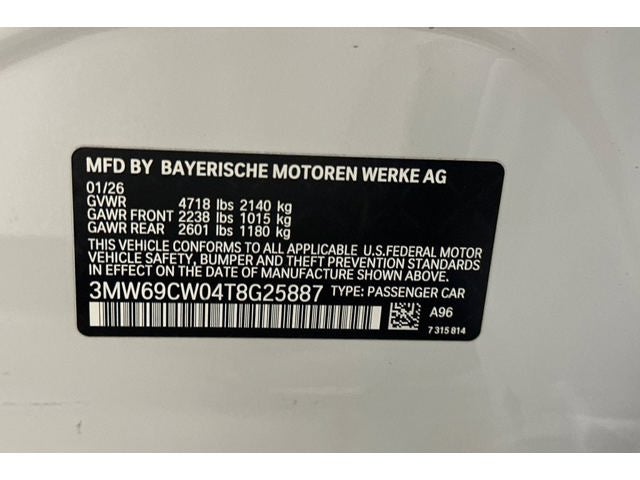 MFD BY BAYERISCHE MOTOREN WERKE AG
01/26
GVWR 4718 lbs 2140 kg
GAWR FRONT 2238 lbs 1015 kg
GAWR REAR 2601 lbs 1180 kg
THIS VEHICLE CONFORMS TO ALL APPLICABLE U.S.FEDERAL MOTOR
VEHICLE SAFETY, BUMPER AND THEFT PREVENTION STANDARDS
IN EFFECT ON THE DATE OF MANUFACTURE SHOWN ABOVE.
3MW69CW04T8G25887 TYPE: PASSENGER CAR
A96
7 315 814